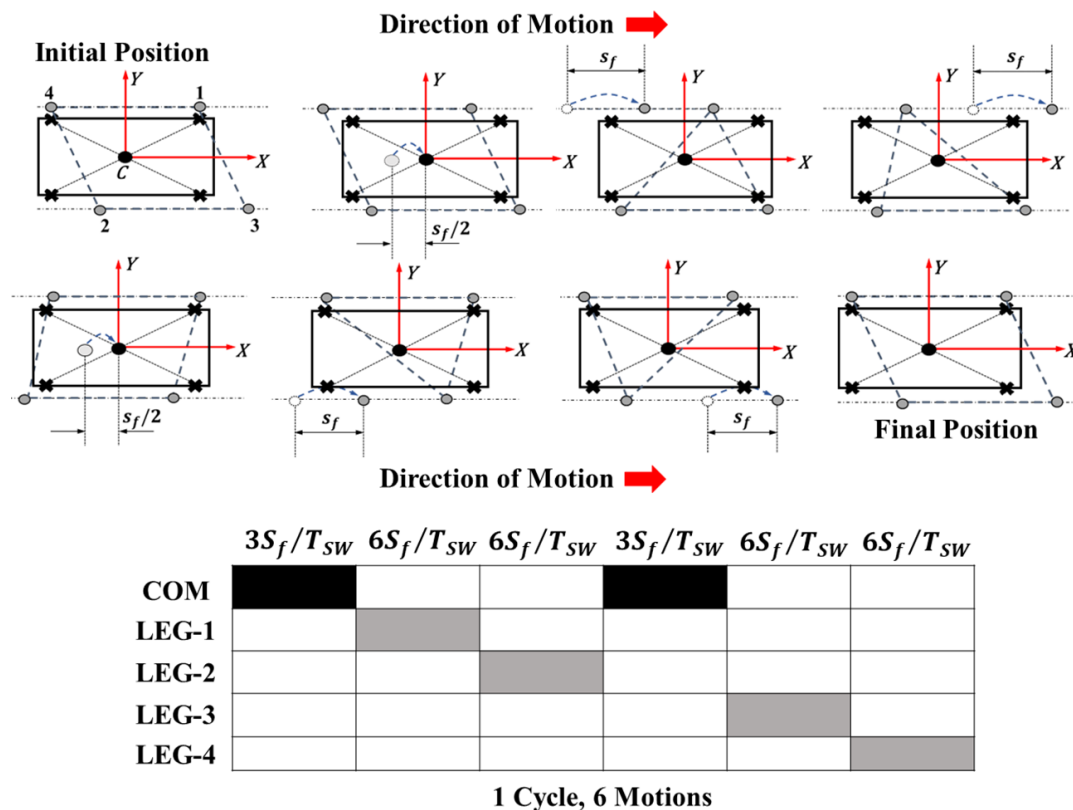 Direction of Motion
Initial Position
4 1
Y
X
C
2 3
Y
X
s_f/2
s_f
Y
X
s_f
Y
X
Y
X
s_f/2
Y
X
s_f
Y
X
s_f
Y
X
Final Position
Direction of Motion
3S_f/T_SW 6S_f/T_SW 6S_f/T_SW 3S_f/T_SW 6S_f/T_SW 6S_f/T_SW
COM
LEG-1
LEG-2
LEG-3
LEG-4
1 Cycle, 6 Motions